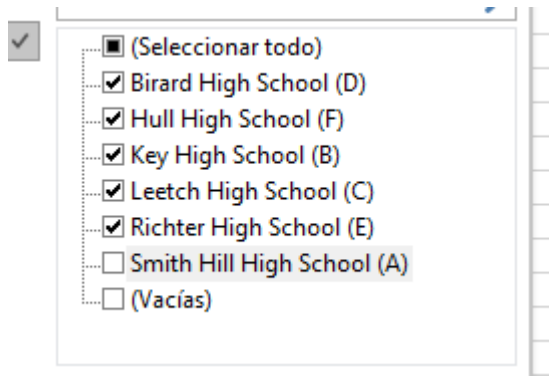 (Seleccionar todo)
Birard High School (D)
Hull High School (F)
Key High School (B)
Leetch High School (C)
Richter High School (E)
Smith Hill High School (A)
(Vacías)